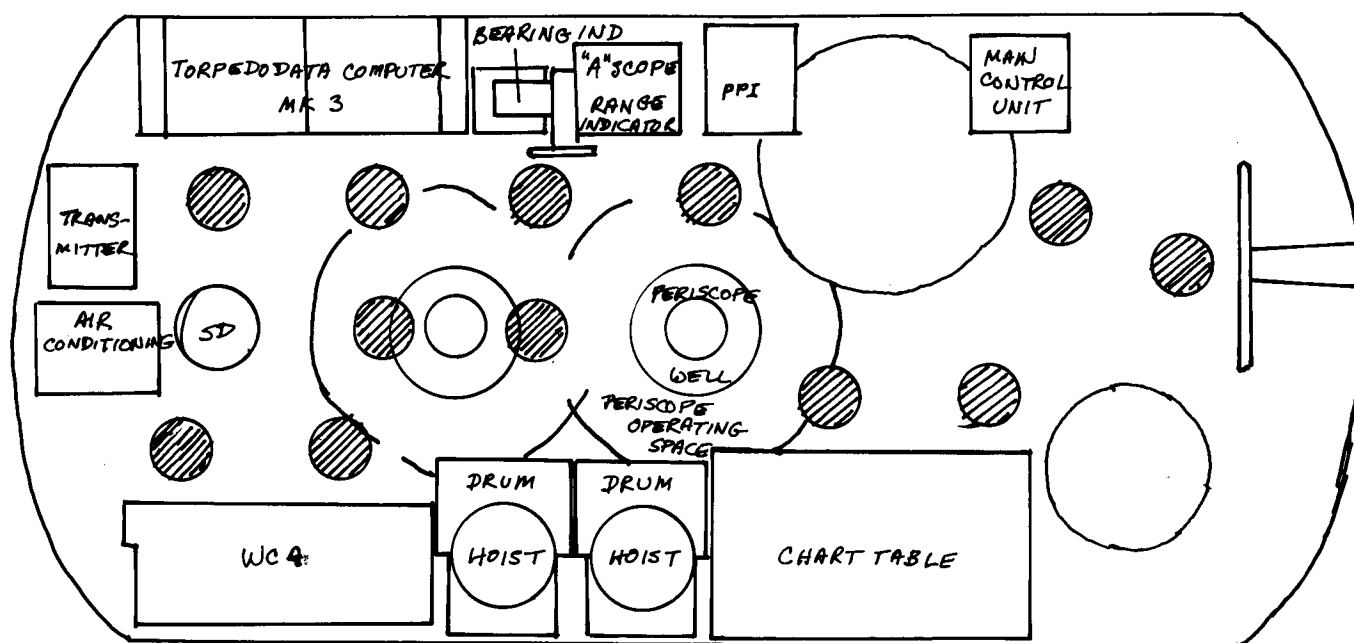 BEARING IND
TORPEDO DATA COMPUTER
MK 3
"A" SCOPE
RANGE
INDICATOR
PPI
MAIN
CONTROL
UNIT
TRANS-
MITTER
AIR
CONDITIONING
SD
PERISCOPE
WELL
PERISCOPE
OPERATING
SPACE
DRUM
DRUM
WCA
HOIST
HOIST
CHART TABLE